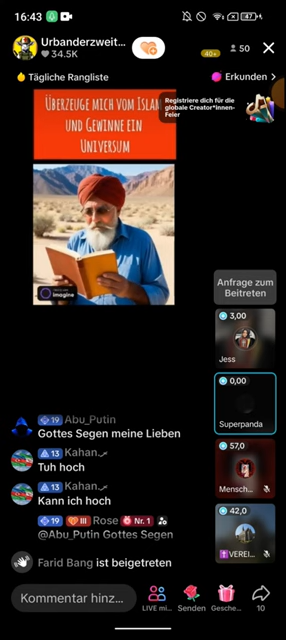 16:43
47
Urbanderzweit...
34.5K
40+
50
Tägliche Rangliste
Erkunden >
ÜBERZEUGE MICH VOM ISLAM
UND GEWINNE EIN
UNIVERSUM
Registriere dich für die
globale Creator*innen-
Feier
Imagine
Anfrage zum
Beitreten
3,00
Jess
0,00
Superpanda
57,0
Mensch...
42,0
VEREI...
19 Abu_Putin
Gottes Segen meine Lieben
13 Kahan
Tuh hoch
13 Kahan
Kann ich hoch
19 III Rose Nr. 1
@Abu_Putin Gottes Segen
Farid Bang ist beigetreten
Kommentar hinz...
LIVE mi...
Senden
Gesche...
10